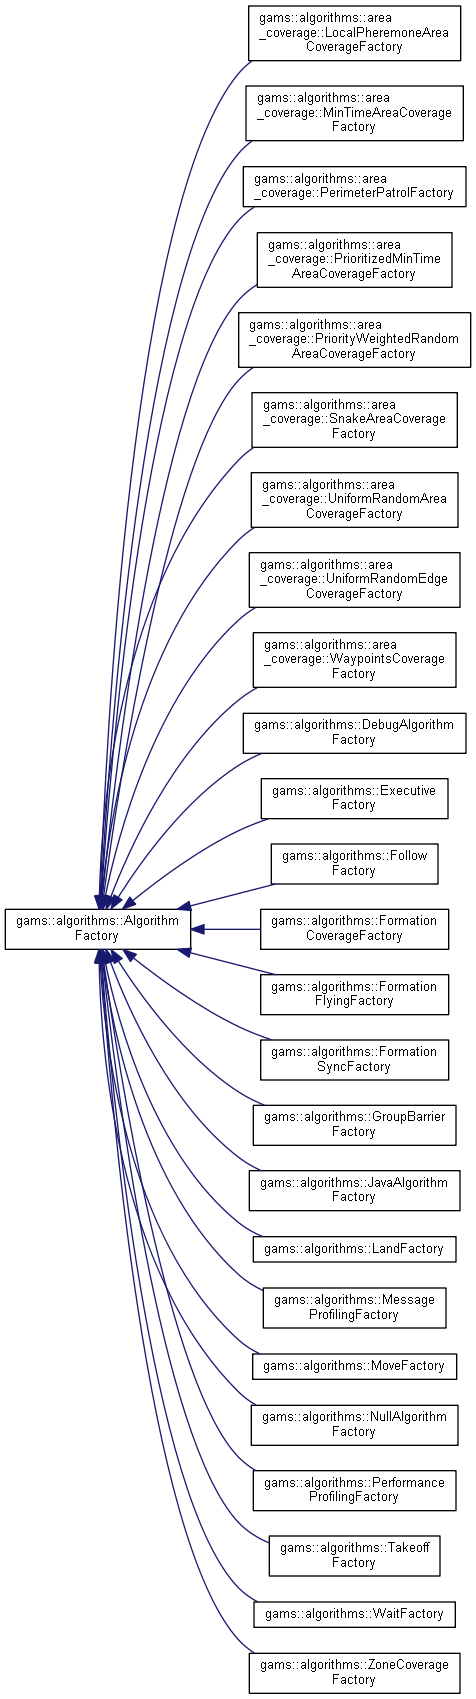 gams::algorithms::area
_coverage::LocalPheremoneArea
CoverageFactory
gams::algorithms::area
_coverage::MinTimeAreaCoverage
Factory
gams::algorithms::area
_coverage::PerimeterPatrolFactory
gams::algorithms::area
_coverage::PrioritizedMinTime
AreaCoverageFactory
gams::algorithms::area
_coverage::PriorityWeightedRandom
AreaCoverageFactory
gams::algorithms::area
_coverage::SnakeAreaCoverage
Factory
gams::algorithms::area
_coverage::UniformRandomArea
CoverageFactory
gams::algorithms::area
_coverage::UniformRandomEdge
CoverageFactory
gams::algorithms::area
_coverage::WaypointsCoverage
Factory
gams::algorithms::DebugAlgorithm
Factory
gams::algorithms::Executive
Factory
gams::algorithms::Follow
Factory
gams::algorithms::Algorithm
Factory
gams::algorithms::Formation
CoverageFactory
gams::algorithms::Formation
FlyingFactory
gams::algorithms::Formation
SyncFactory
gams::algorithms::GroupBarrier
Factory
gams::algorithms::JavaAlgorithm
Factory
gams::algorithms::LandFactory
gams::algorithms::Message
ProfilingFactory
gams::algorithms::MoveFactory
gams::algorithms::NullAlgorithm
Factory
gams::algorithms::Performance
ProfilingFactory
gams::algorithms::Takeoff
Factory
gams::algorithms::WaitFactory
gams::algorithms::ZoneCoverage
Factory